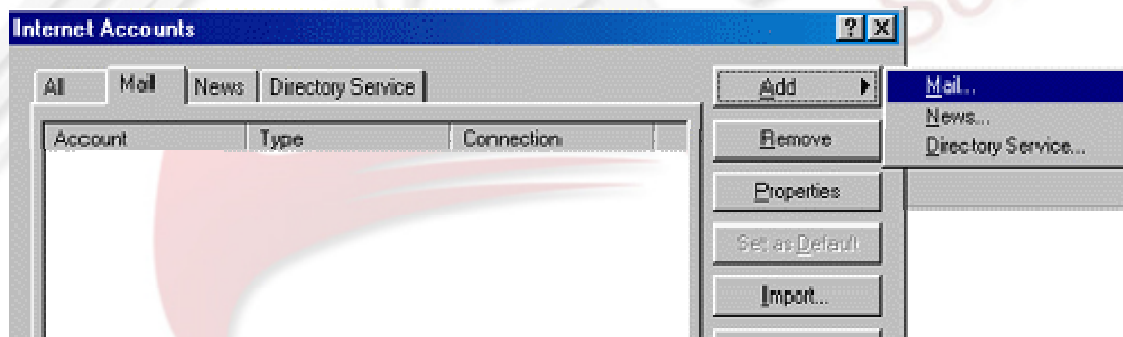 Internet Accounts
All Mail News Directory Service
Account Type Connection
Add
Remove
Properties
Set as Default
Import...
Mail...
News...
Directory Service...